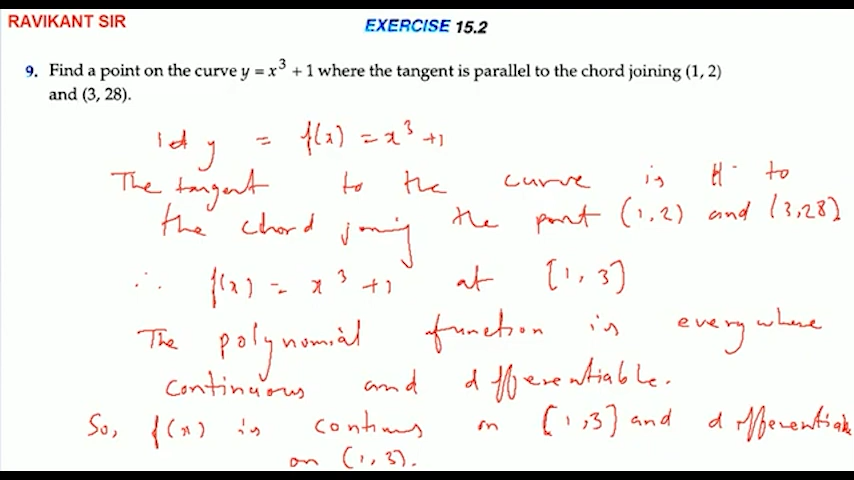 RAVIKANT SIR
EXERCISE 15.2
9. Find a point on the curve y = x³ + 1 where the tangent is parallel to the chord joining (1, 2)
and (3, 28).
let y = f(x) = x³ +1
The tangent to the curve is ll to
the chord joing the point (1,2) and (3,28)
∴ f(x) = x³ +1 at [1,3]
The polynomial function is everywhere
continuous and differentiable.
So, f(x) is continus on [1,3] and differentiable
on (1,3).